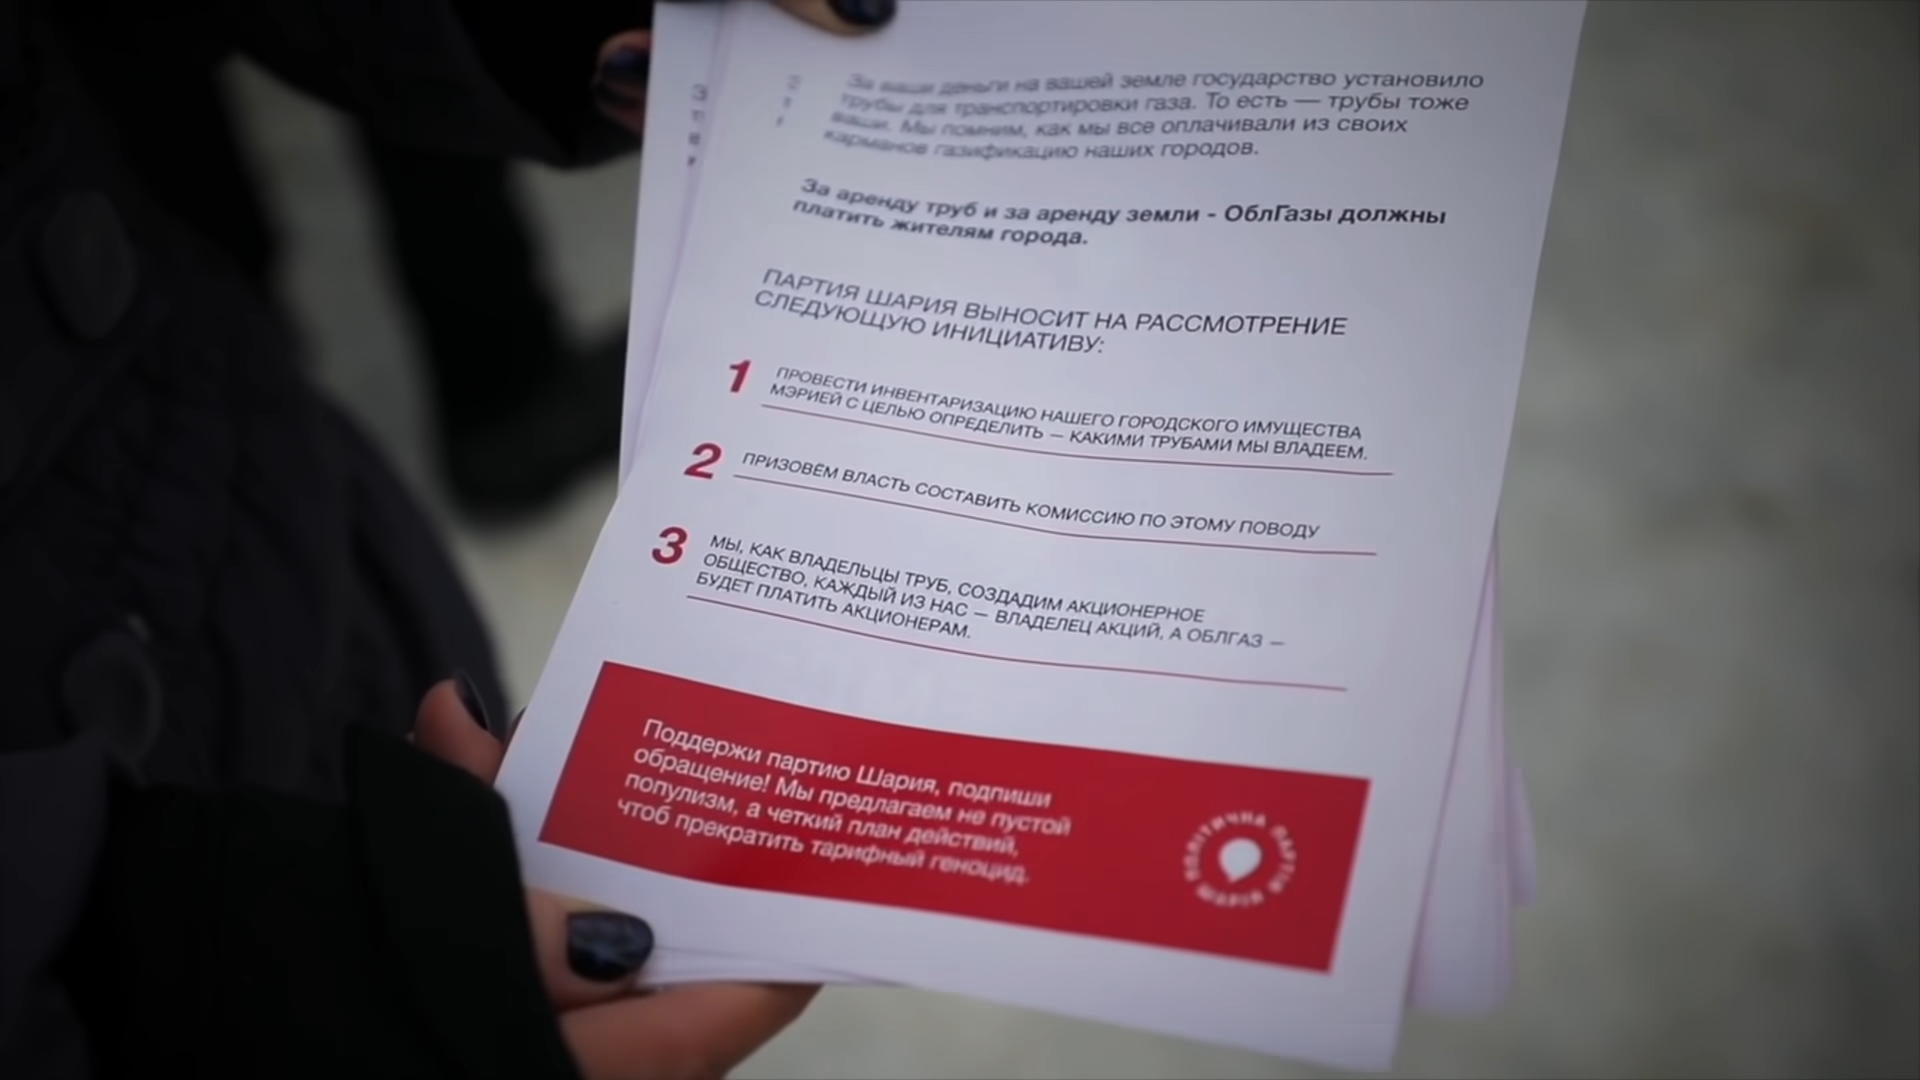 За ваши деньги на вашей земле государство установило
трубы для транспортировки газа. То есть — трубы тоже
ваши. Мы помним, как мы все оплачивали из своих
карманов газификацию наших городов.
За аренду труб и за аренду земли - ОблГазы должны
платить жителям города.
ПАРТИЯ ШАРИЯ ВЫНОСИТ НА РАССМОТРЕНИЕ
СЛЕДУЮЩУЮ ИНИЦИАТИВУ:
1 ПРОВЕСТИ ИНВЕНТАРИЗАЦИЮ НАШЕГО ГОРОДСКОГО ИМУЩЕСТВА
МЭРИЕЙ С ЦЕЛЬЮ ОПРЕДЕЛИТЬ — КАКИМИ ТРУБАМИ МЫ ВЛАДЕЕМ.
2 ПРИЗОВЁМ ВЛАСТЬ СОСТАВИТЬ КОМИССИЮ ПО ЭТОМУ ПОВОДУ
3 МЫ, КАК ВЛАДЕЛЬЦЫ ТРУБ, СОЗДАДИМ АКЦИОНЕРНОЕ
ОБЩЕСТВО, КАЖДЫЙ ИЗ НАС — ВЛАДЕЛЕЦ АКЦИЙ, А ОБЛГАЗ —
БУДЕТ ПЛАТИТЬ АКЦИОНЕРАМ.
Поддержи партию Шария, подпиши
обращение! Мы предлагаем не пустой
популизм, а четкий план действий,
чтоб прекратить тарифный геноцид.
ПОЛІТИЧНА ПАРТІЯ ШАРІЯ